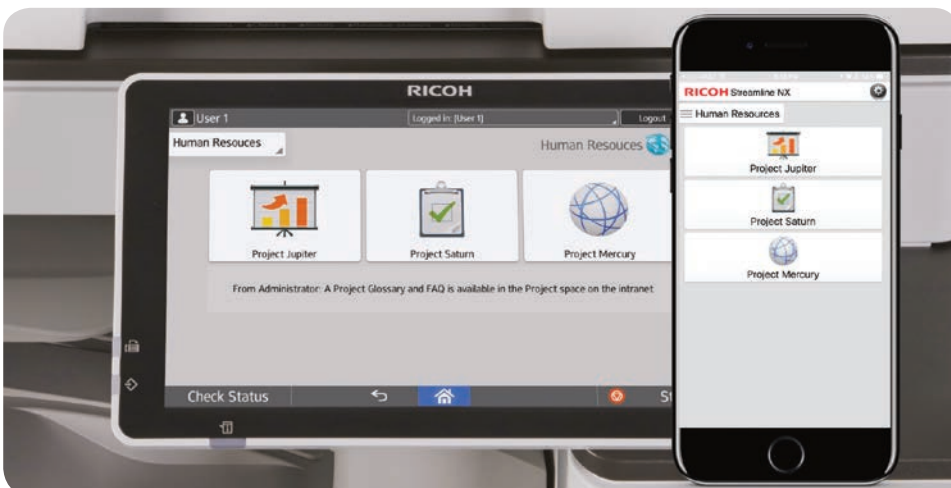 RICOH
User 1
Logged in: [User 1]
Logout
Human Resouces
Human Resouces
Project Jupiter
Project Saturn
Project Mercury
From Administrator: A Project Glossary and FAQ is available in the Project space on the intranet
Check Status
RICOH Streamline NX
Human Resources
Project Jupiter
Project Saturn
Project Mercury